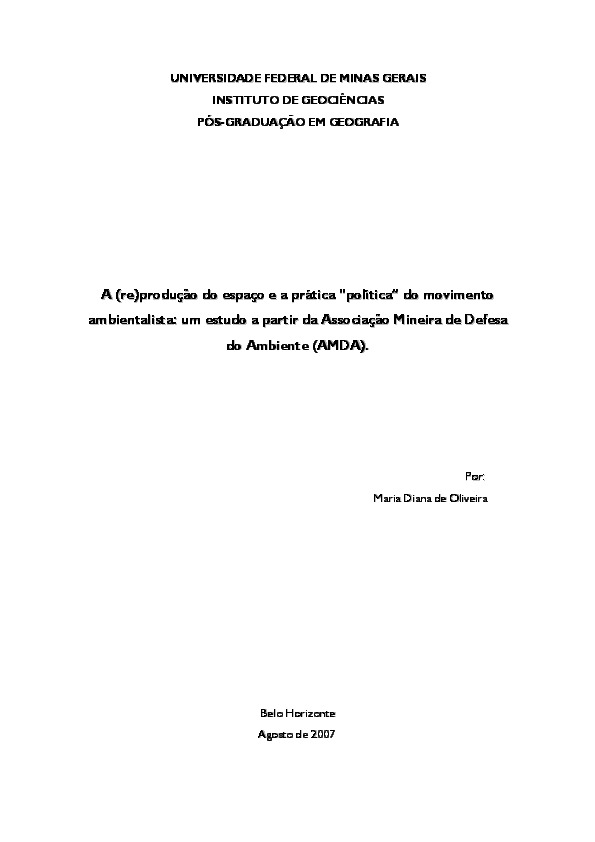 UNIVERSIDADE FEDERAL DE MINAS GERAIS
INSTITUTO DE GEOCIÊNCIAS
PÓS-GRADUAÇÃO EM GEOGRAFIA
A (re)produção do espaço e a prática "política" do movimento
ambientalista: um estudo a partir da Associação Mineira de Defesa
do Ambiente (AMDA).
Por:
Maria Diana de Oliveira
Belo Horizonte
Agosto de 2007